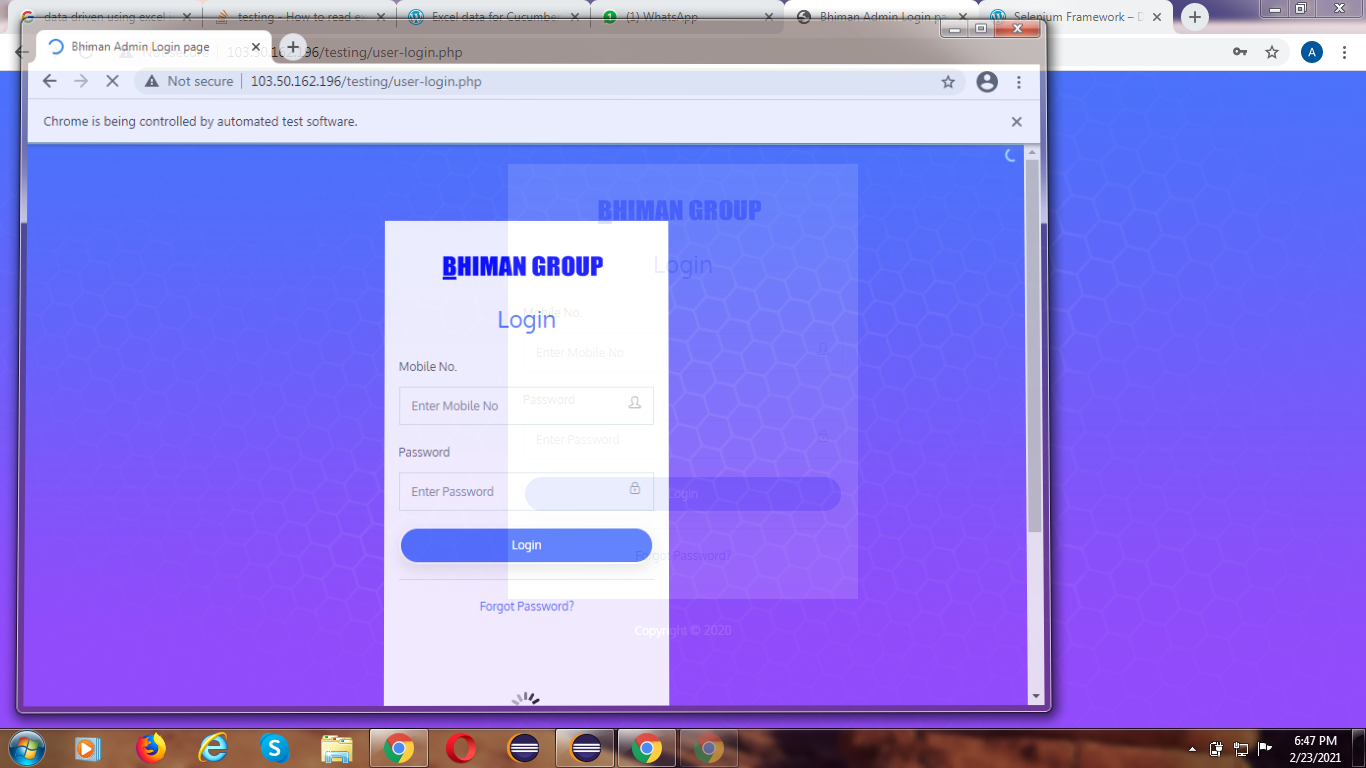 data driven using excel
testing - How to read ex
Excel data for Cucumbe
(1) WhatsApp
Bhiman Admin Login pa
Selenium Framework – D
Bhiman Admin Login page
Not secure
103.50.162.196/testing/user-login.php
A
Not secure
103.50.162.196/testing/user-login.php
Chrome is being controlled by automated test software.
BHIMAN GROUP
Login
Mobile No.
Enter Mobile No
Password
Enter Password
Login
Forgot Password?
BHIMAN GROUP
Login
Mobile No.
Enter Mobile No
Password
Enter Password
Login
Forgot Password?
Copyright © 2020
6:47 PM
2/23/2021